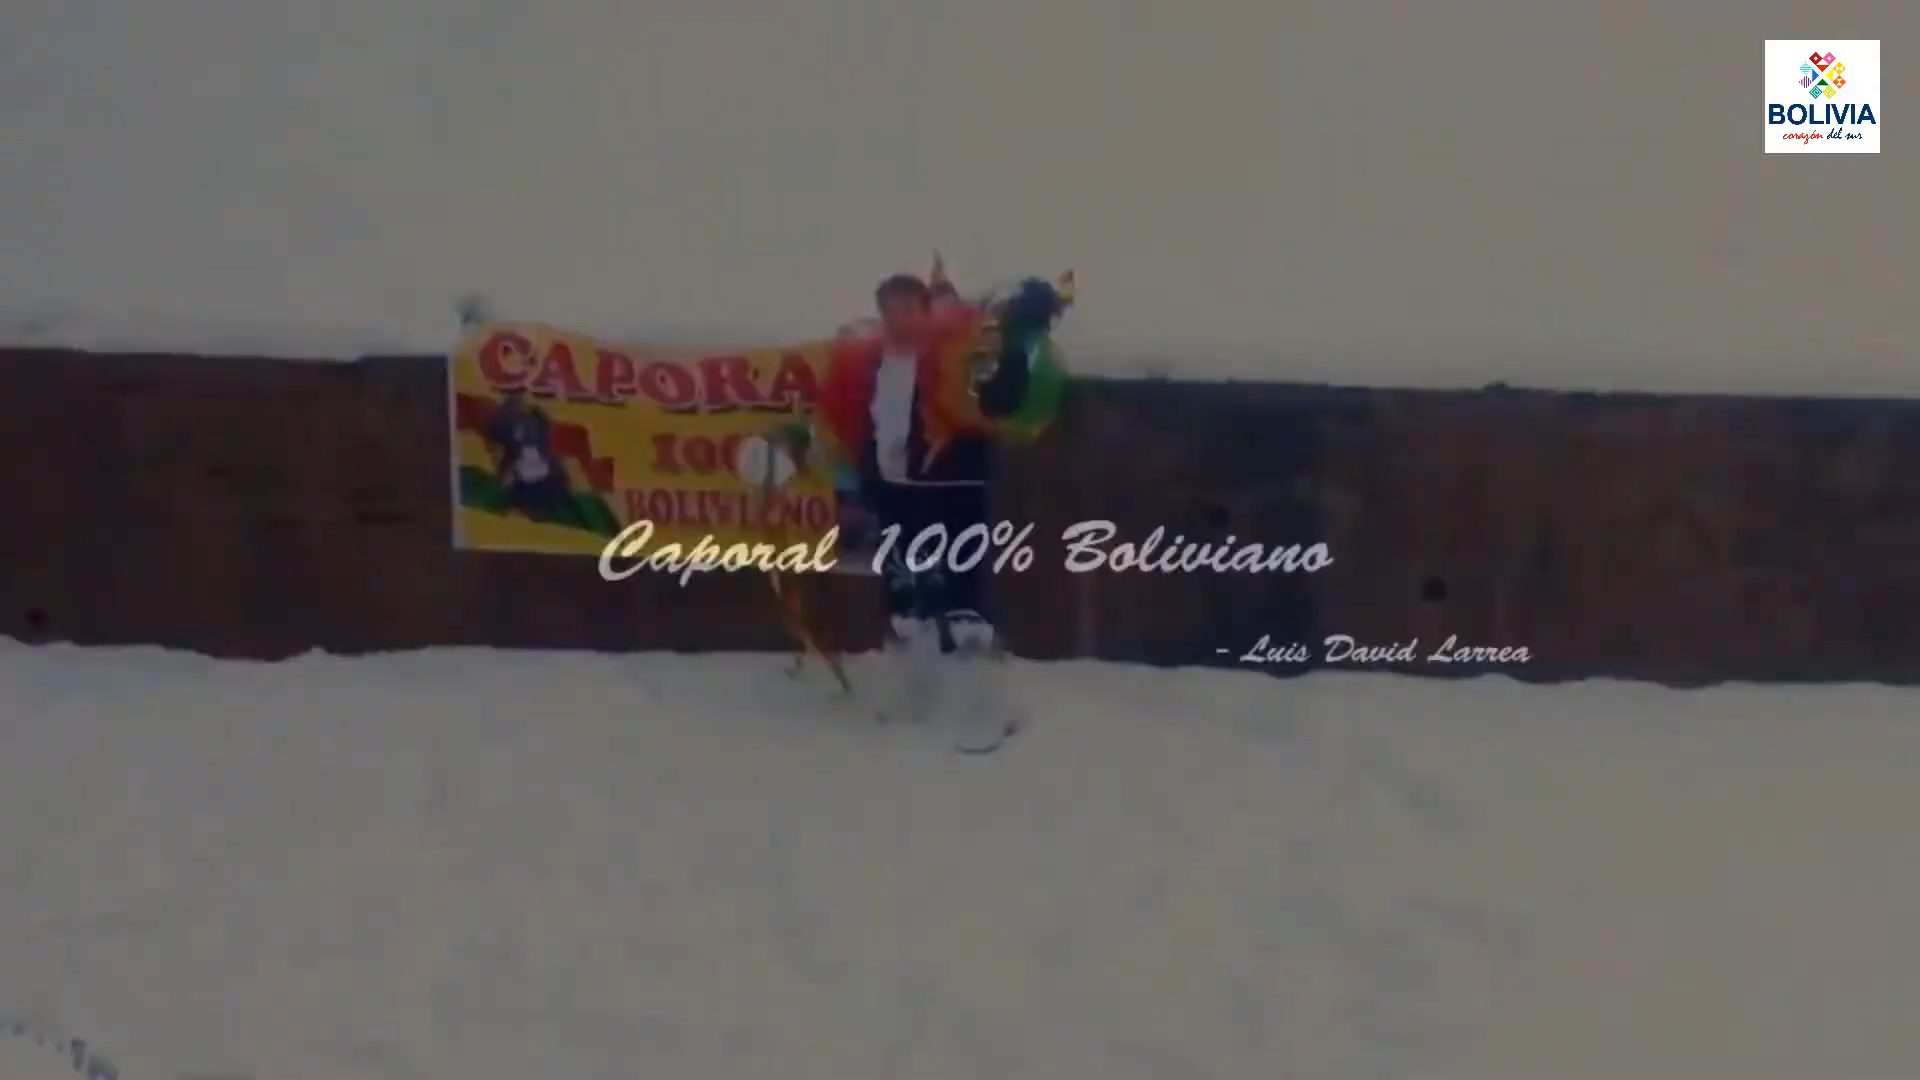 BOLIVIA
corazón del sur
CAPORA
100
BOLIVIANO
Caporal 100% Boliviano
- Luis David Larrea